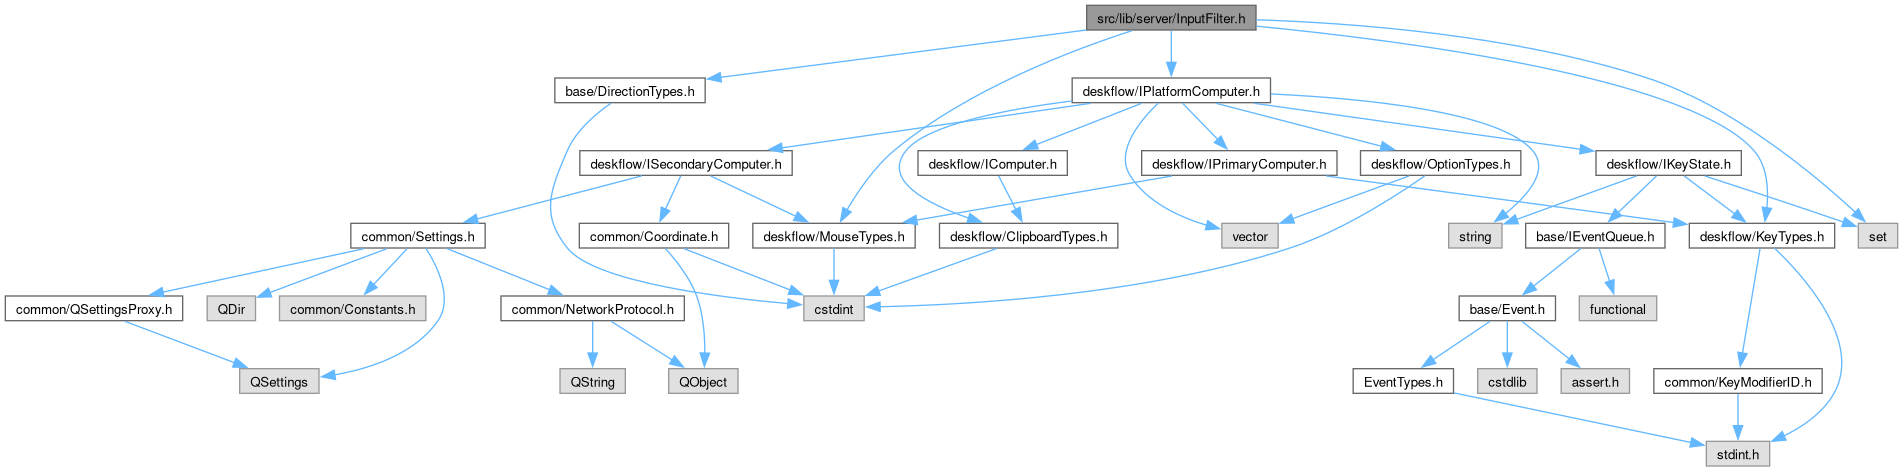 src/lib/server/InputFilter.h
base/DirectionTypes.h
deskflow/IPlatformComputer.h
deskflow/ISecondaryComputer.h
deskflow/IComputer.h
deskflow/IPrimaryComputer.h
deskflow/OptionTypes.h
deskflow/IKeyState.h
common/Settings.h
common/Coordinate.h
deskflow/MouseTypes.h
deskflow/ClipboardTypes.h
vector
string
base/IEventQueue.h
deskflow/KeyTypes.h
set
common/QSettingsProxy.h
QDir
common/Constants.h
common/NetworkProtocol.h
cstdint
base/Event.h
functional
QSettings
QString
QObject
EventTypes.h
cstdlib
assert.h
common/KeyModifierID.h
stdint.h